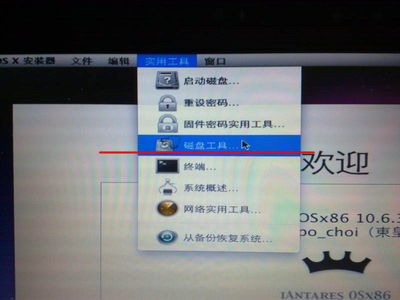 OS X 安装器 文件 编辑 实用工具 窗口
启动磁盘...
重设密码...
固件密码实用工具...
磁盘工具...
终端...
系统概述...
网络实用工具...
从备份恢复系统...
欢迎
OSx86 10.6.3
po_choi（東皇
iANTARES OSx86